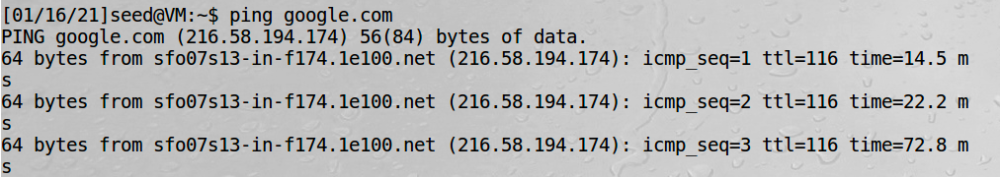 [01/16/21]seed@VM:~$ ping google.com
PING google.com (216.58.194.174) 56(84) bytes of data.
64 bytes from sfo07s13-in-f174.1e100.net (216.58.194.174): icmp_seq=1 ttl=116 time=14.5 m
s
64 bytes from sfo07s13-in-f174.1e100.net (216.58.194.174): icmp_seq=2 ttl=116 time=22.2 m
s
64 bytes from sfo07s13-in-f174.1e100.net (216.58.194.174): icmp_seq=3 ttl=116 time=72.8 m
s